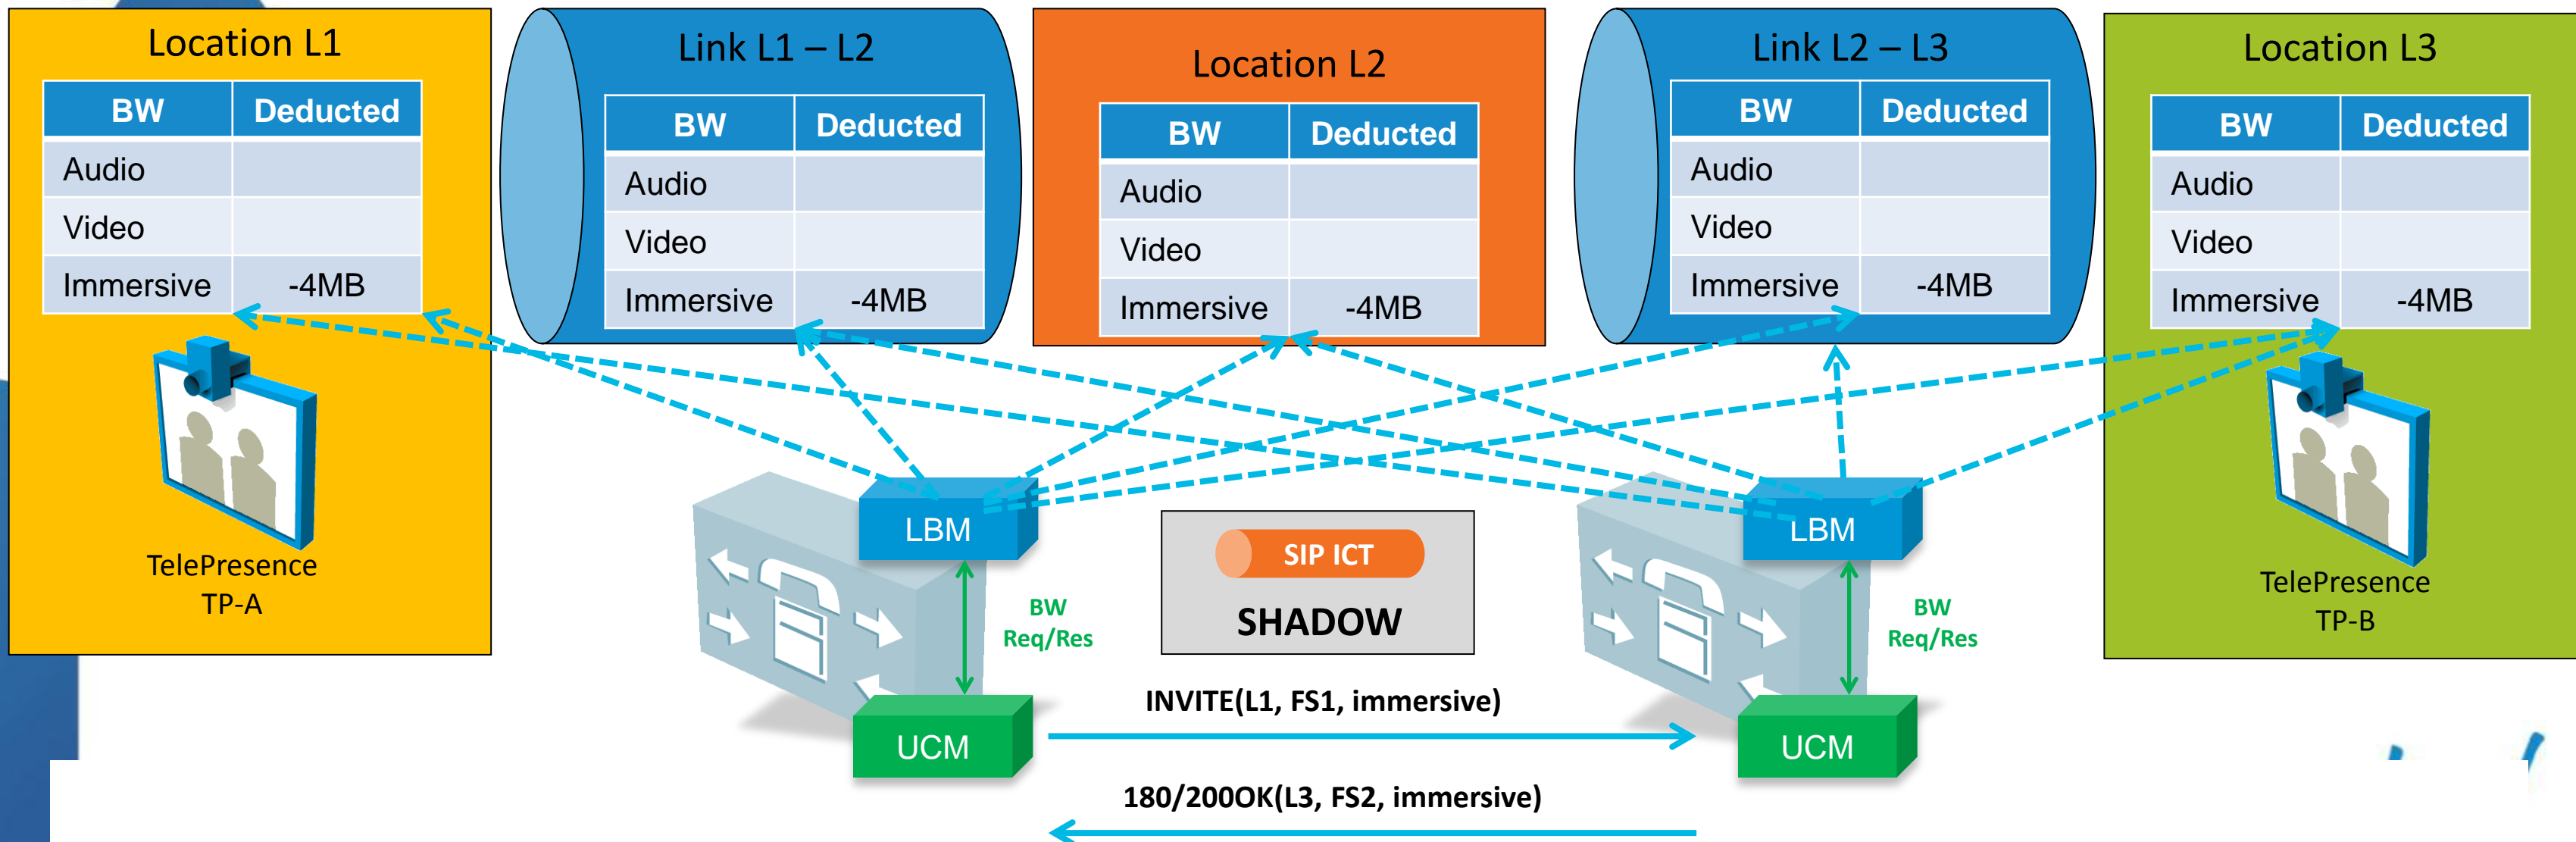 Location L1
BW Deducted
Audio
Video
Immersive -4MB
TelePresence
TP-A
Link L1 – L2
BW Deducted
Audio
Video
Immersive -4MB
Location L2
BW Deducted
Audio
Video
Immersive -4MB
Link L2 – L3
BW Deducted
Audio
Video
Immersive -4MB
Location L3
BW Deducted
Audio
Video
Immersive -4MB
TelePresence
TP-B
LBM
BW
Req/Res
UCM
SIP ICT
SHADOW
LBM
BW
Req/Res
UCM
INVITE(L1, FS1, immersive)
180/200OK(L3, FS2, immersive)